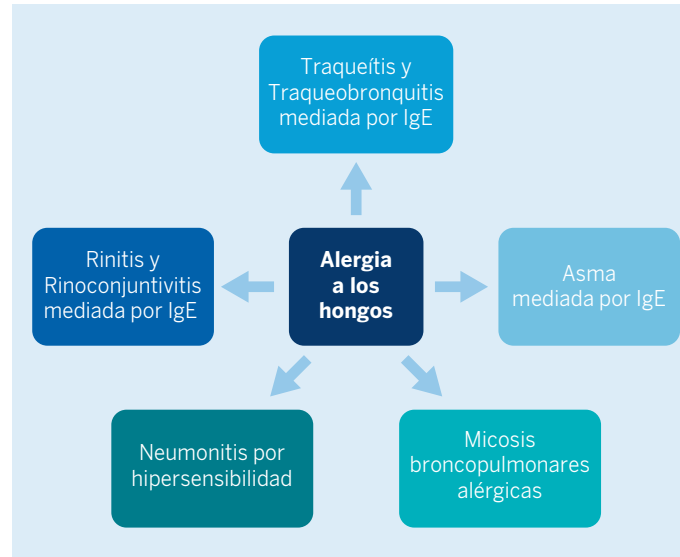 Traqueítis y
Traqueobronquitis
mediada por IgE
Rinitis y
Rinoconjuntivitis
mediada por IgE
Alergia
a los
hongos
Asma
mediada por IgE
Neumonitis por
hipersensibilidad
Micosis
broncopulmonares
alérgicas